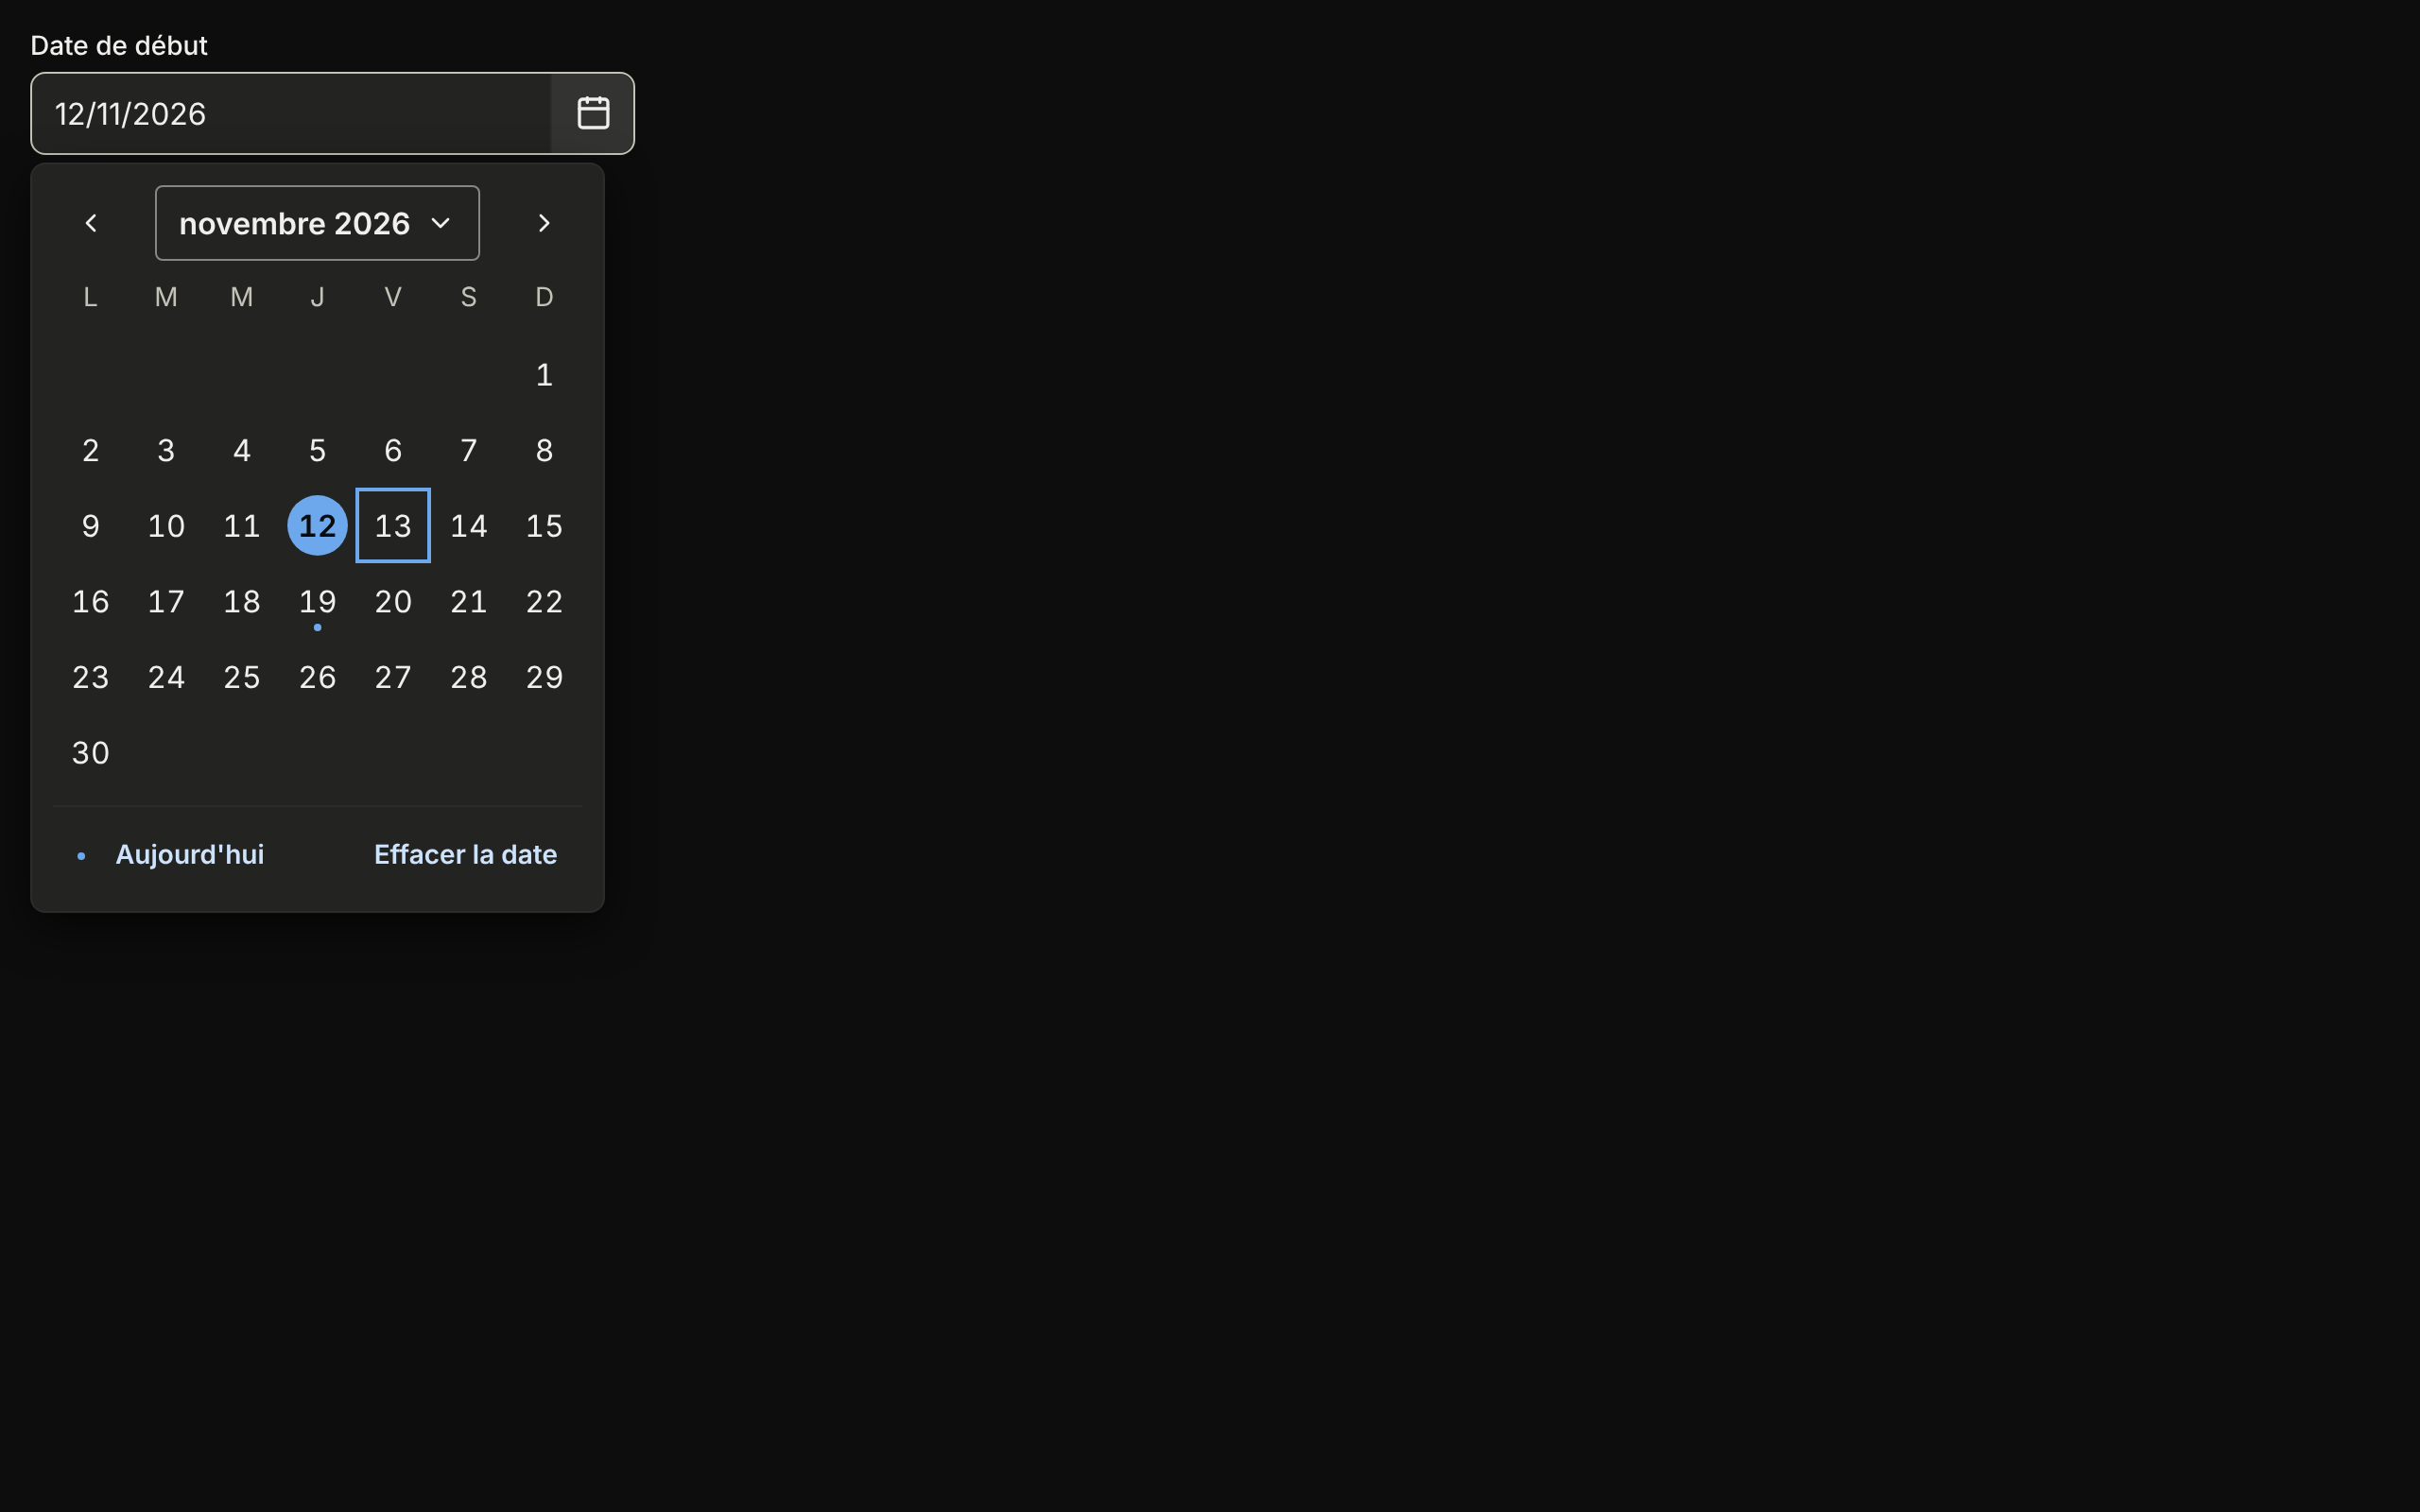 Date de début
12/11/2026
novembre 2026
L M M J V S D
1
2 3 4 5 6 7 8
9 10 11 12 13 14 15
16 17 18 19 20 21 22
23 24 25 26 27 28 29
30
Aujourd'hui Effacer la date